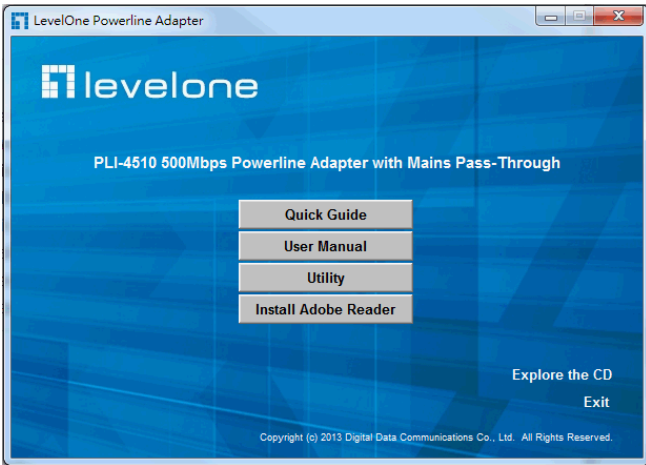 LevelOne Powerline Adapter
levelone
PLI-4510 500Mbps Powerline Adapter with Mains Pass-Through
Quick Guide
User Manual
Utility
Install Adobe Reader
Explore the CD
Exit
Copyright (c) 2013 Digital Data Communications Co., Ltd. All Rights Reserved.